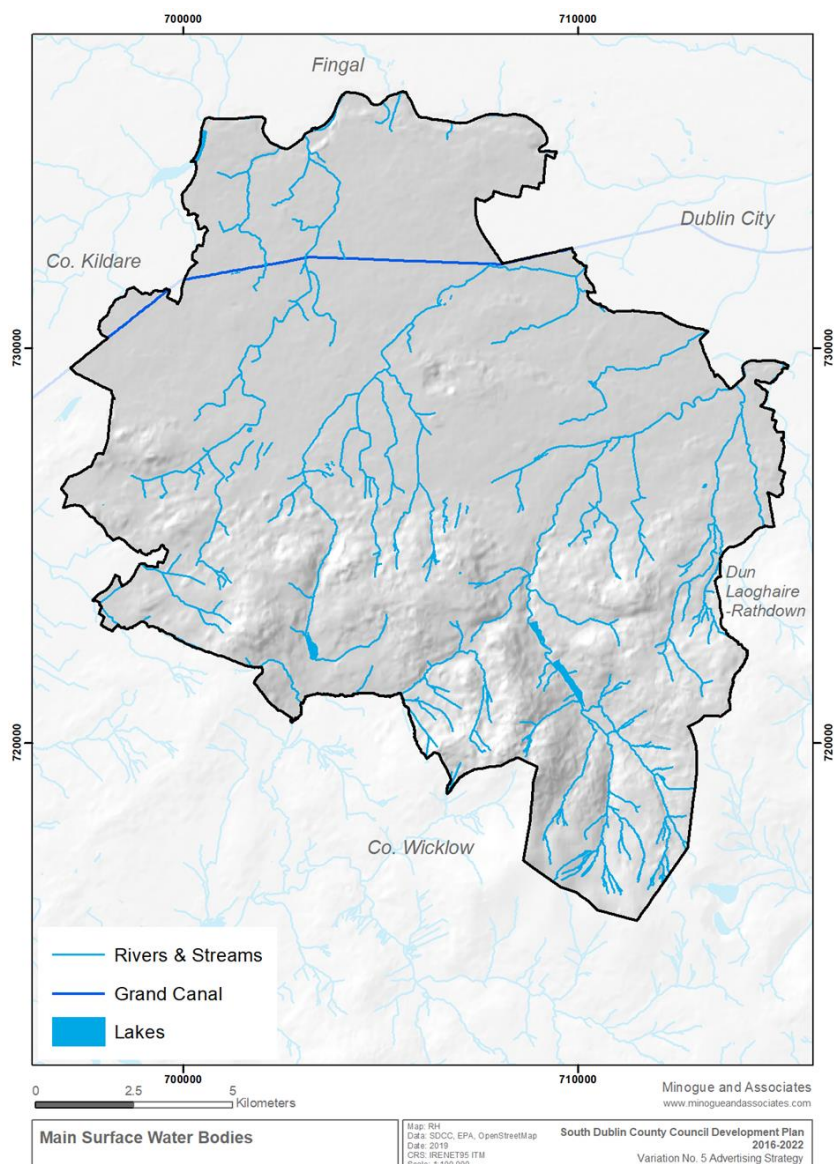 700000
710000
Fingal
Dublin City
Co. Kildare
730000
730000
Dun
Laoghaire
-Rathdown
720000
720000
Co. Wicklow
Rivers & Streams
Grand Canal
Lakes
700000
710000
0
2.5
5
Kilometers
Minogue and Associates
www.minogueandassociates.com
Main Surface Water Bodies
Map: RH
Data: SDCC, EPA, OpenStreetMap
Date: 2019
CRS: IRENET95 ITM
South Dublin County Council Development Plan
2016-2022
Variation No. 5 Advertising Strategy